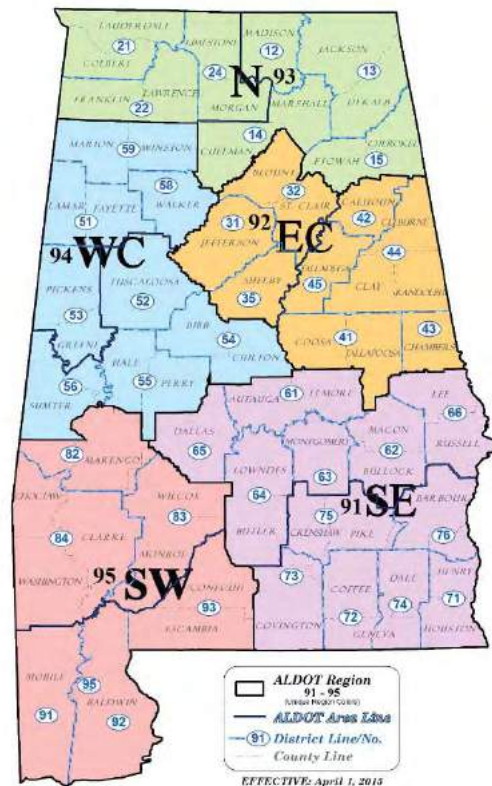 LAUDERDALE
LIMESTONE
MADISON
JACKSON
21
12
COLBERT
24
13
N 93
FRANKLIN
LAWRENCE
MORGAN
MARSHALL
DEKALB
22
14
CULLMAN
CHEROKEE
ETOWAH
15
MARION
59
WINSTON
BLOUNT
58
WALKER
32
ST. CLAIR
CALHOUN
42
CLEBURNE
LAMAR
FAYETTE
51
31
92
EC
JEFFERSON
44
94 WC
TALLADEGA
45
CLAY
RANDOLPH
PICKENS
TUSCALOOSA
52
SHELBY
35
53
BIBB
54
CHILTON
41
43
COOSA
TALLAPOOSA
CHAMBERS
GREENE
HALE
55
PERRY
56
SUMTER
61
ELMORE
AUTAUGA
LEE
66
DALLAS
65
MACON
62
MONTGOMERY
63
RUSSELL
BULLOCK
82
MARENGO
LOWNDES
64
CHOCTAW
WILCOX
83
BARBOUR
91 SE
75
CRENSHAW
PIKE
76
84
CLARKE
BUTLER
MONROE
WASHINGTON
95 SW
CONECUH
93
ESCAMBIA
73
COFFEE
72
DALE
74
HENRY
71
COVINGTON
GENEVA
HOUSTON
MOBILE
95
BALDWIN
91
92
ALDOT Region
91 - 95
(Unique Region Colors)
ALDOT Area Line
91 District Line/No.
County Line
EFFECTIVE: April 1, 2015